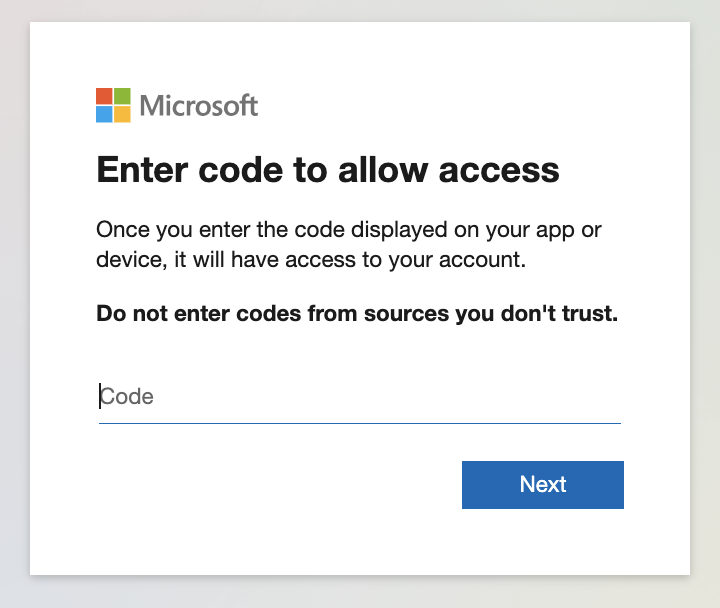 Microsoft
Enter code to allow access
Once you enter the code displayed on your app or
device, it will have access to your account.
Do not enter codes from sources you don't trust.
Code
Next